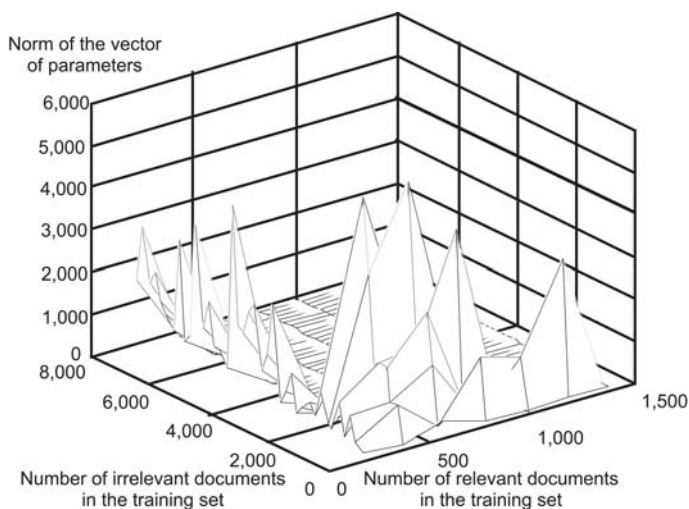 Norm of the vector
of parameters
6,000
5,000
4,000
3,000
2,000
1,000
0
8,000
6,000
4,000
2,000
0
0
500
1,000
1,500
Number of irrelevant documents
in the training set
Number of relevant documents
in the training set